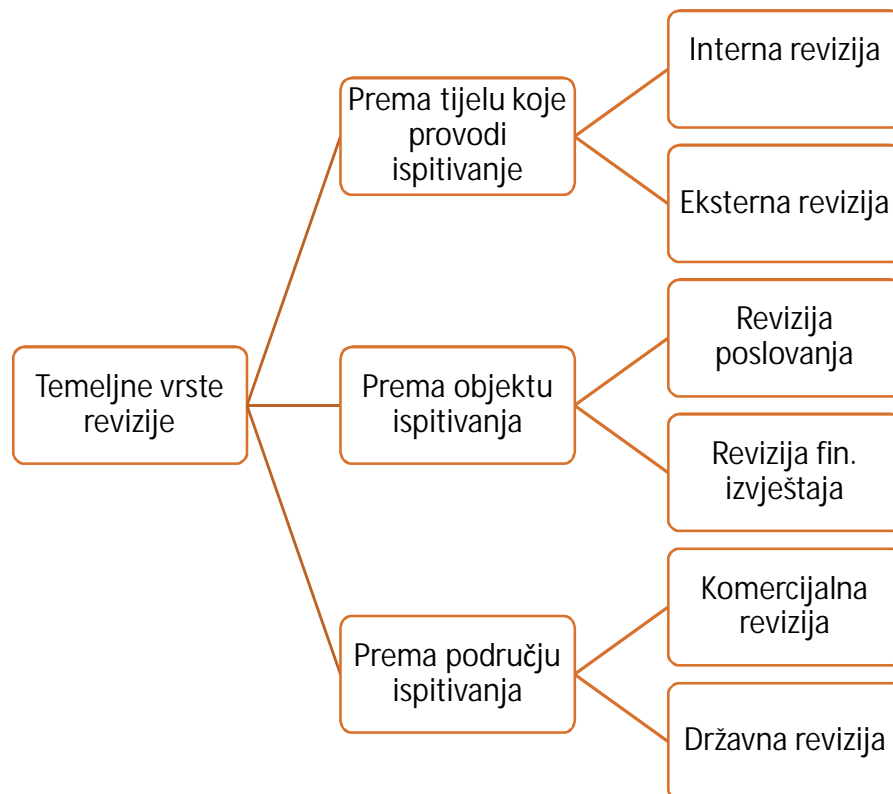 Temeljne vrste
revizije
Prema tijelu koje
provodi
ispitivanje
Interna revizija
Eksterna revizija
Prema objektu
ispitivanja
Revizija
poslovanja
Revizija fin.
izvještaja
Prema području
ispitivanja
Komercijalna
revizija
Državna revizija